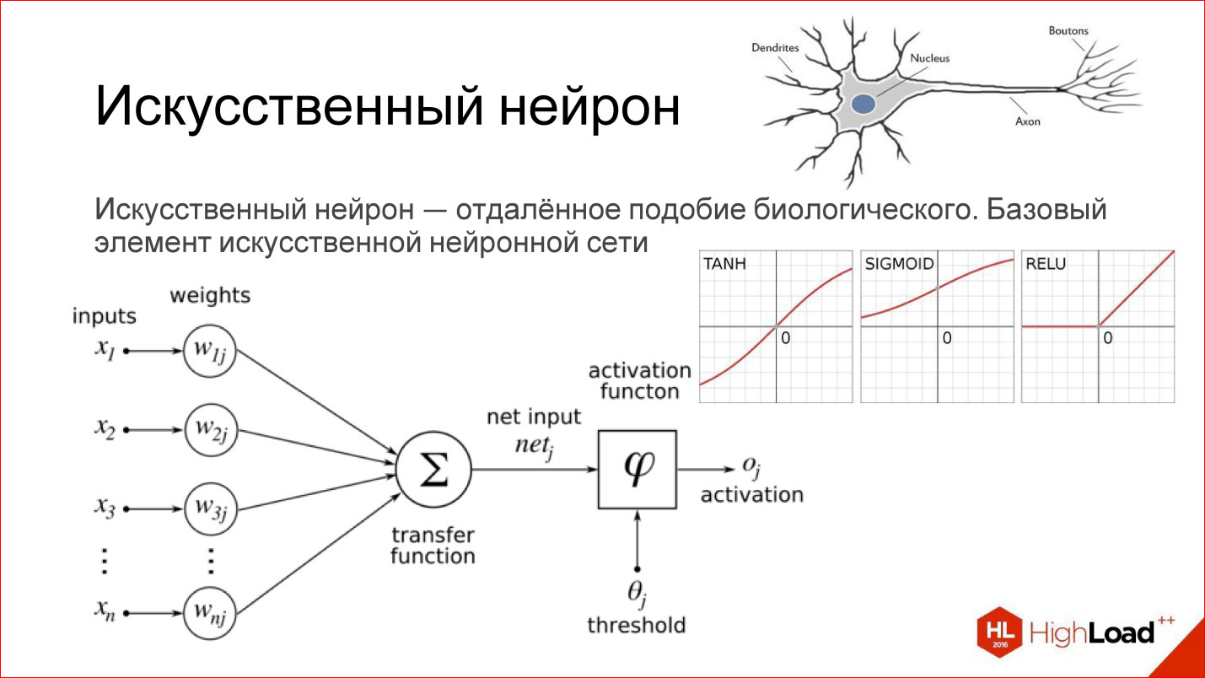 Dendrites
Nucleus
Boutons
Axon
Искусственный нейрон
Искусственный нейрон — отдалённое подобие биологического. Базовый
элемент искусственной нейронной сети
TANH
0
SIGMOID
0
RELU
0
weights
inputs
x₁
w₁ⱼ
x₂
w₂ⱼ
x₃
w₃ⱼ
⋮ ⋮
xₙ
wₙⱼ
Σ
transfer
function
net input
netⱼ
activation
functon
φ
oⱼ
activation
θⱼ
threshold
HL
2016
HighLoad++